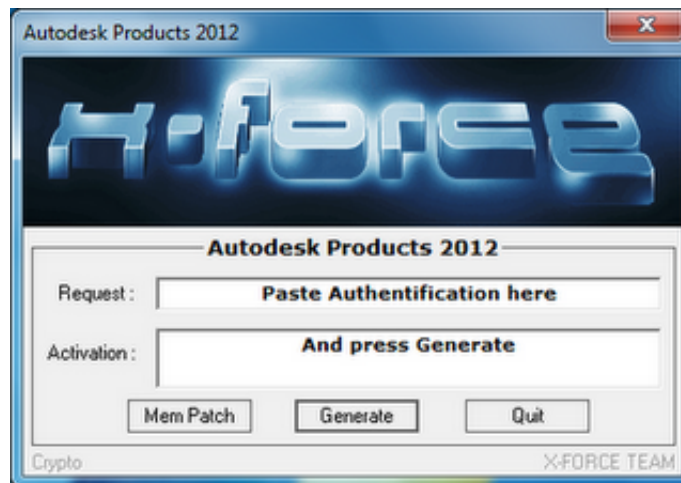 Autodesk Products 2012
x-force
Autodesk Products 2012
Request :
Paste Authentification here
Activation :
And press Generate
Mem Patch
Generate
Quit
Crypto
X-FORCE TEAM